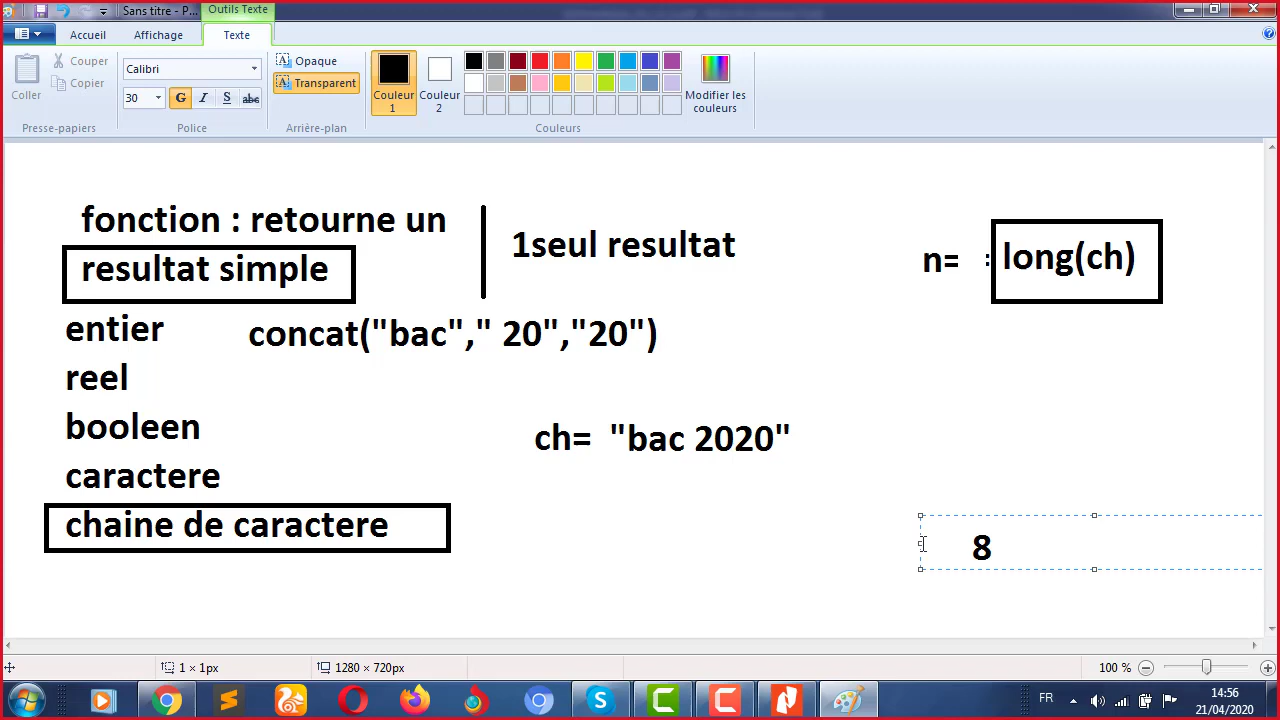 Sans titre - P...
Outils Texte
Accueil
Affichage
Texte
Coller
Couper
Copier
Presse-papiers
Calibri
30
G I S abc
Police
Opaque
Transparent
Arrière-plan
Couleur 1
Couleur 2
Modifier les couleurs
Couleurs
fonction : retourne un
resultat simple
1seul resultat
n= :
long(ch)
entier
concat("bac"," 20","20")
reel
booleen
ch= "bac 2020"
caractere
chaine de caractere
8
1 × 1px
1280 × 720px
100 %
FR
14:56
21/04/2020